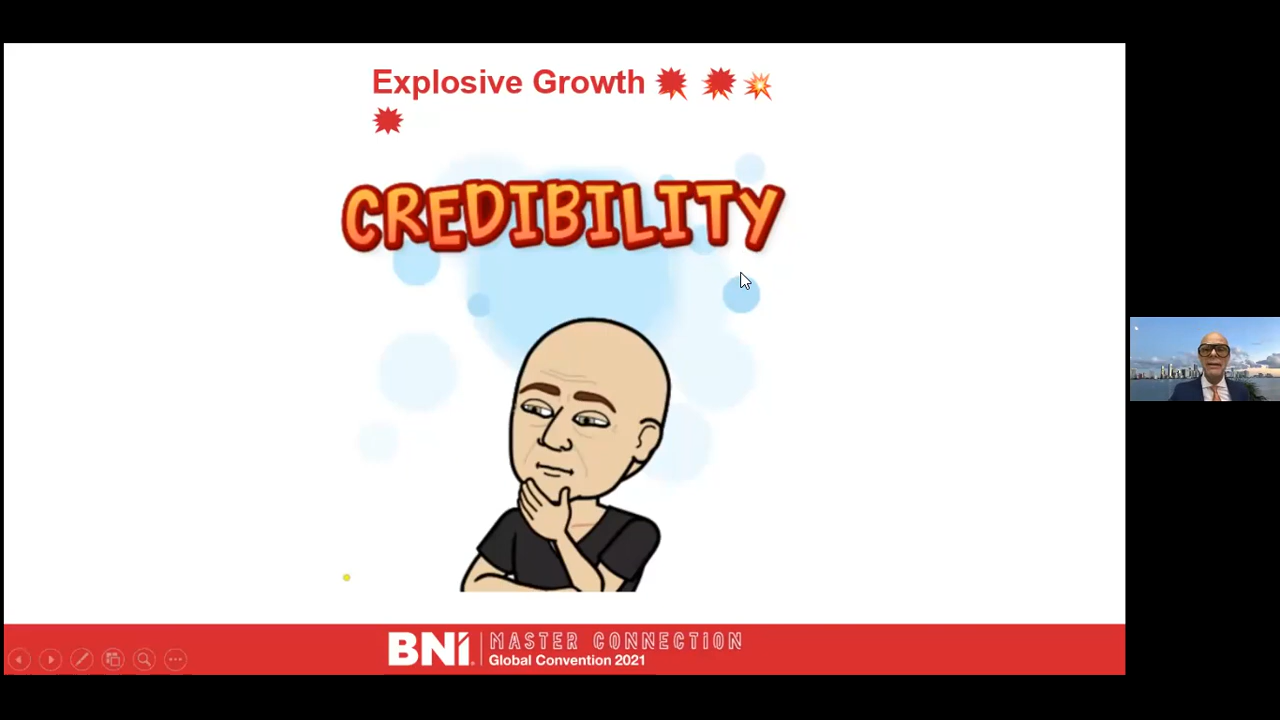 Explosive Growth
CREDIBILITY
BNI
MASTER CONNECTION
Global Convention 2021